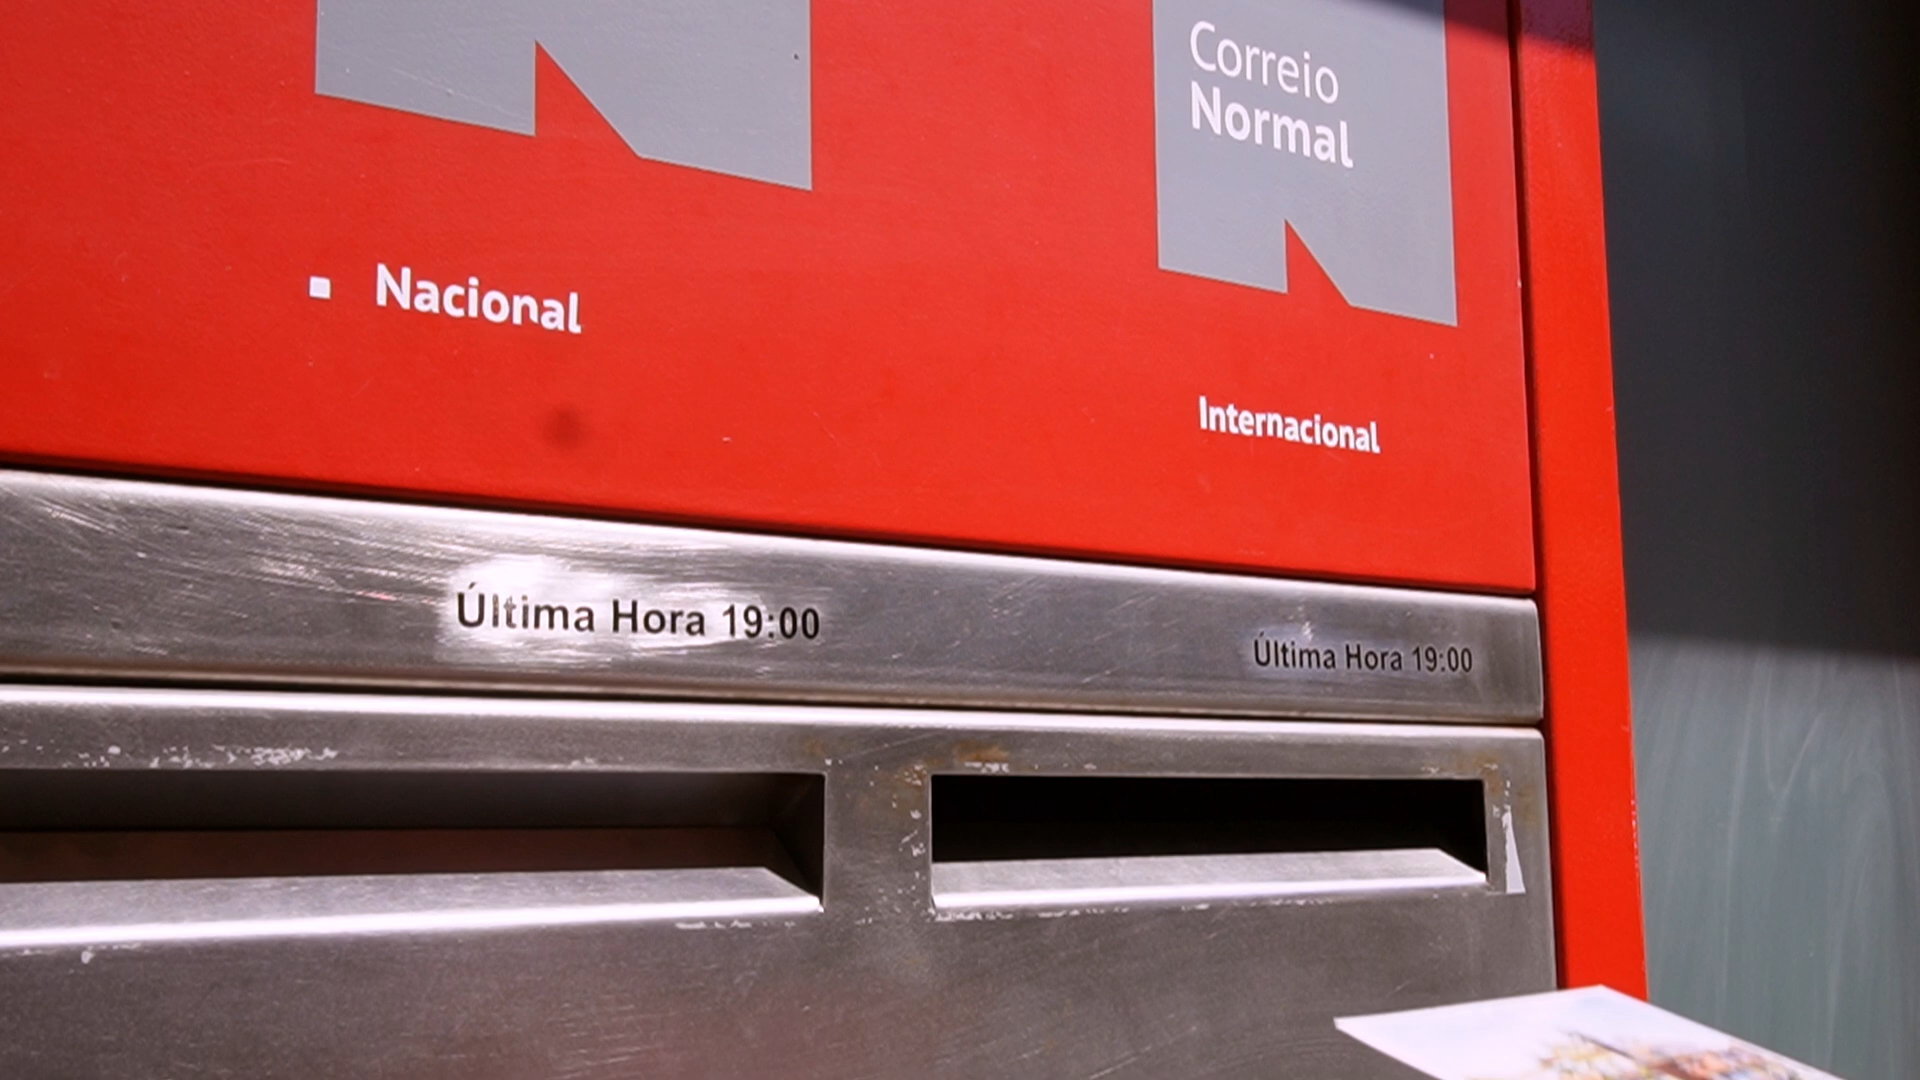 Correio
Normal
Nacional
Internacional
Última Hora 19:00
Última Hora 19:00